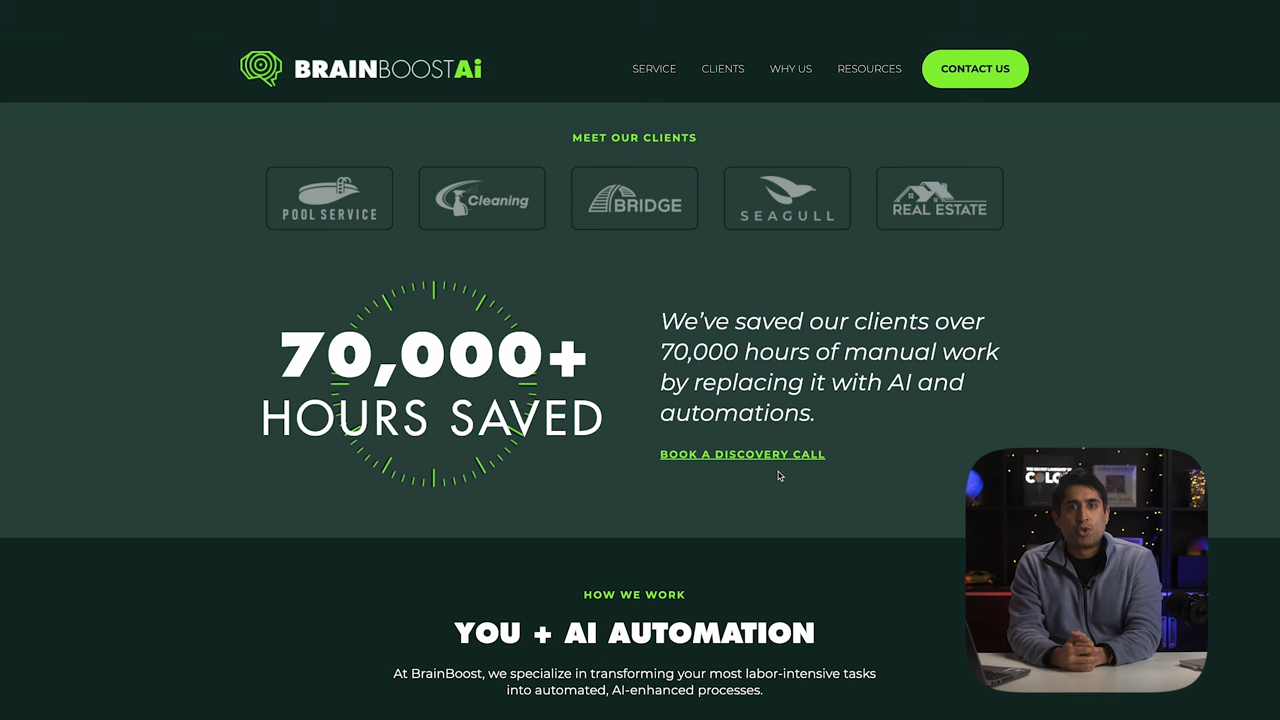 BRAINBOOSTAi
SERVICE
CLIENTS
WHY US
RESOURCES
CONTACT US
MEET OUR CLIENTS
POOL SERVICE
Cleaning
BRIDGE
SEAGULL
REAL ESTATE
70,000+
HOURS SAVED
We’ve saved our clients over
70,000 hours of manual work
by replacing it with AI and
automations.
BOOK A DISCOVERY CALL
HOW WE WORK
YOU + AI AUTOMATION
At BrainBoost, we specialize in transforming your most labor-intensive tasks
into automated, AI-enhanced processes.